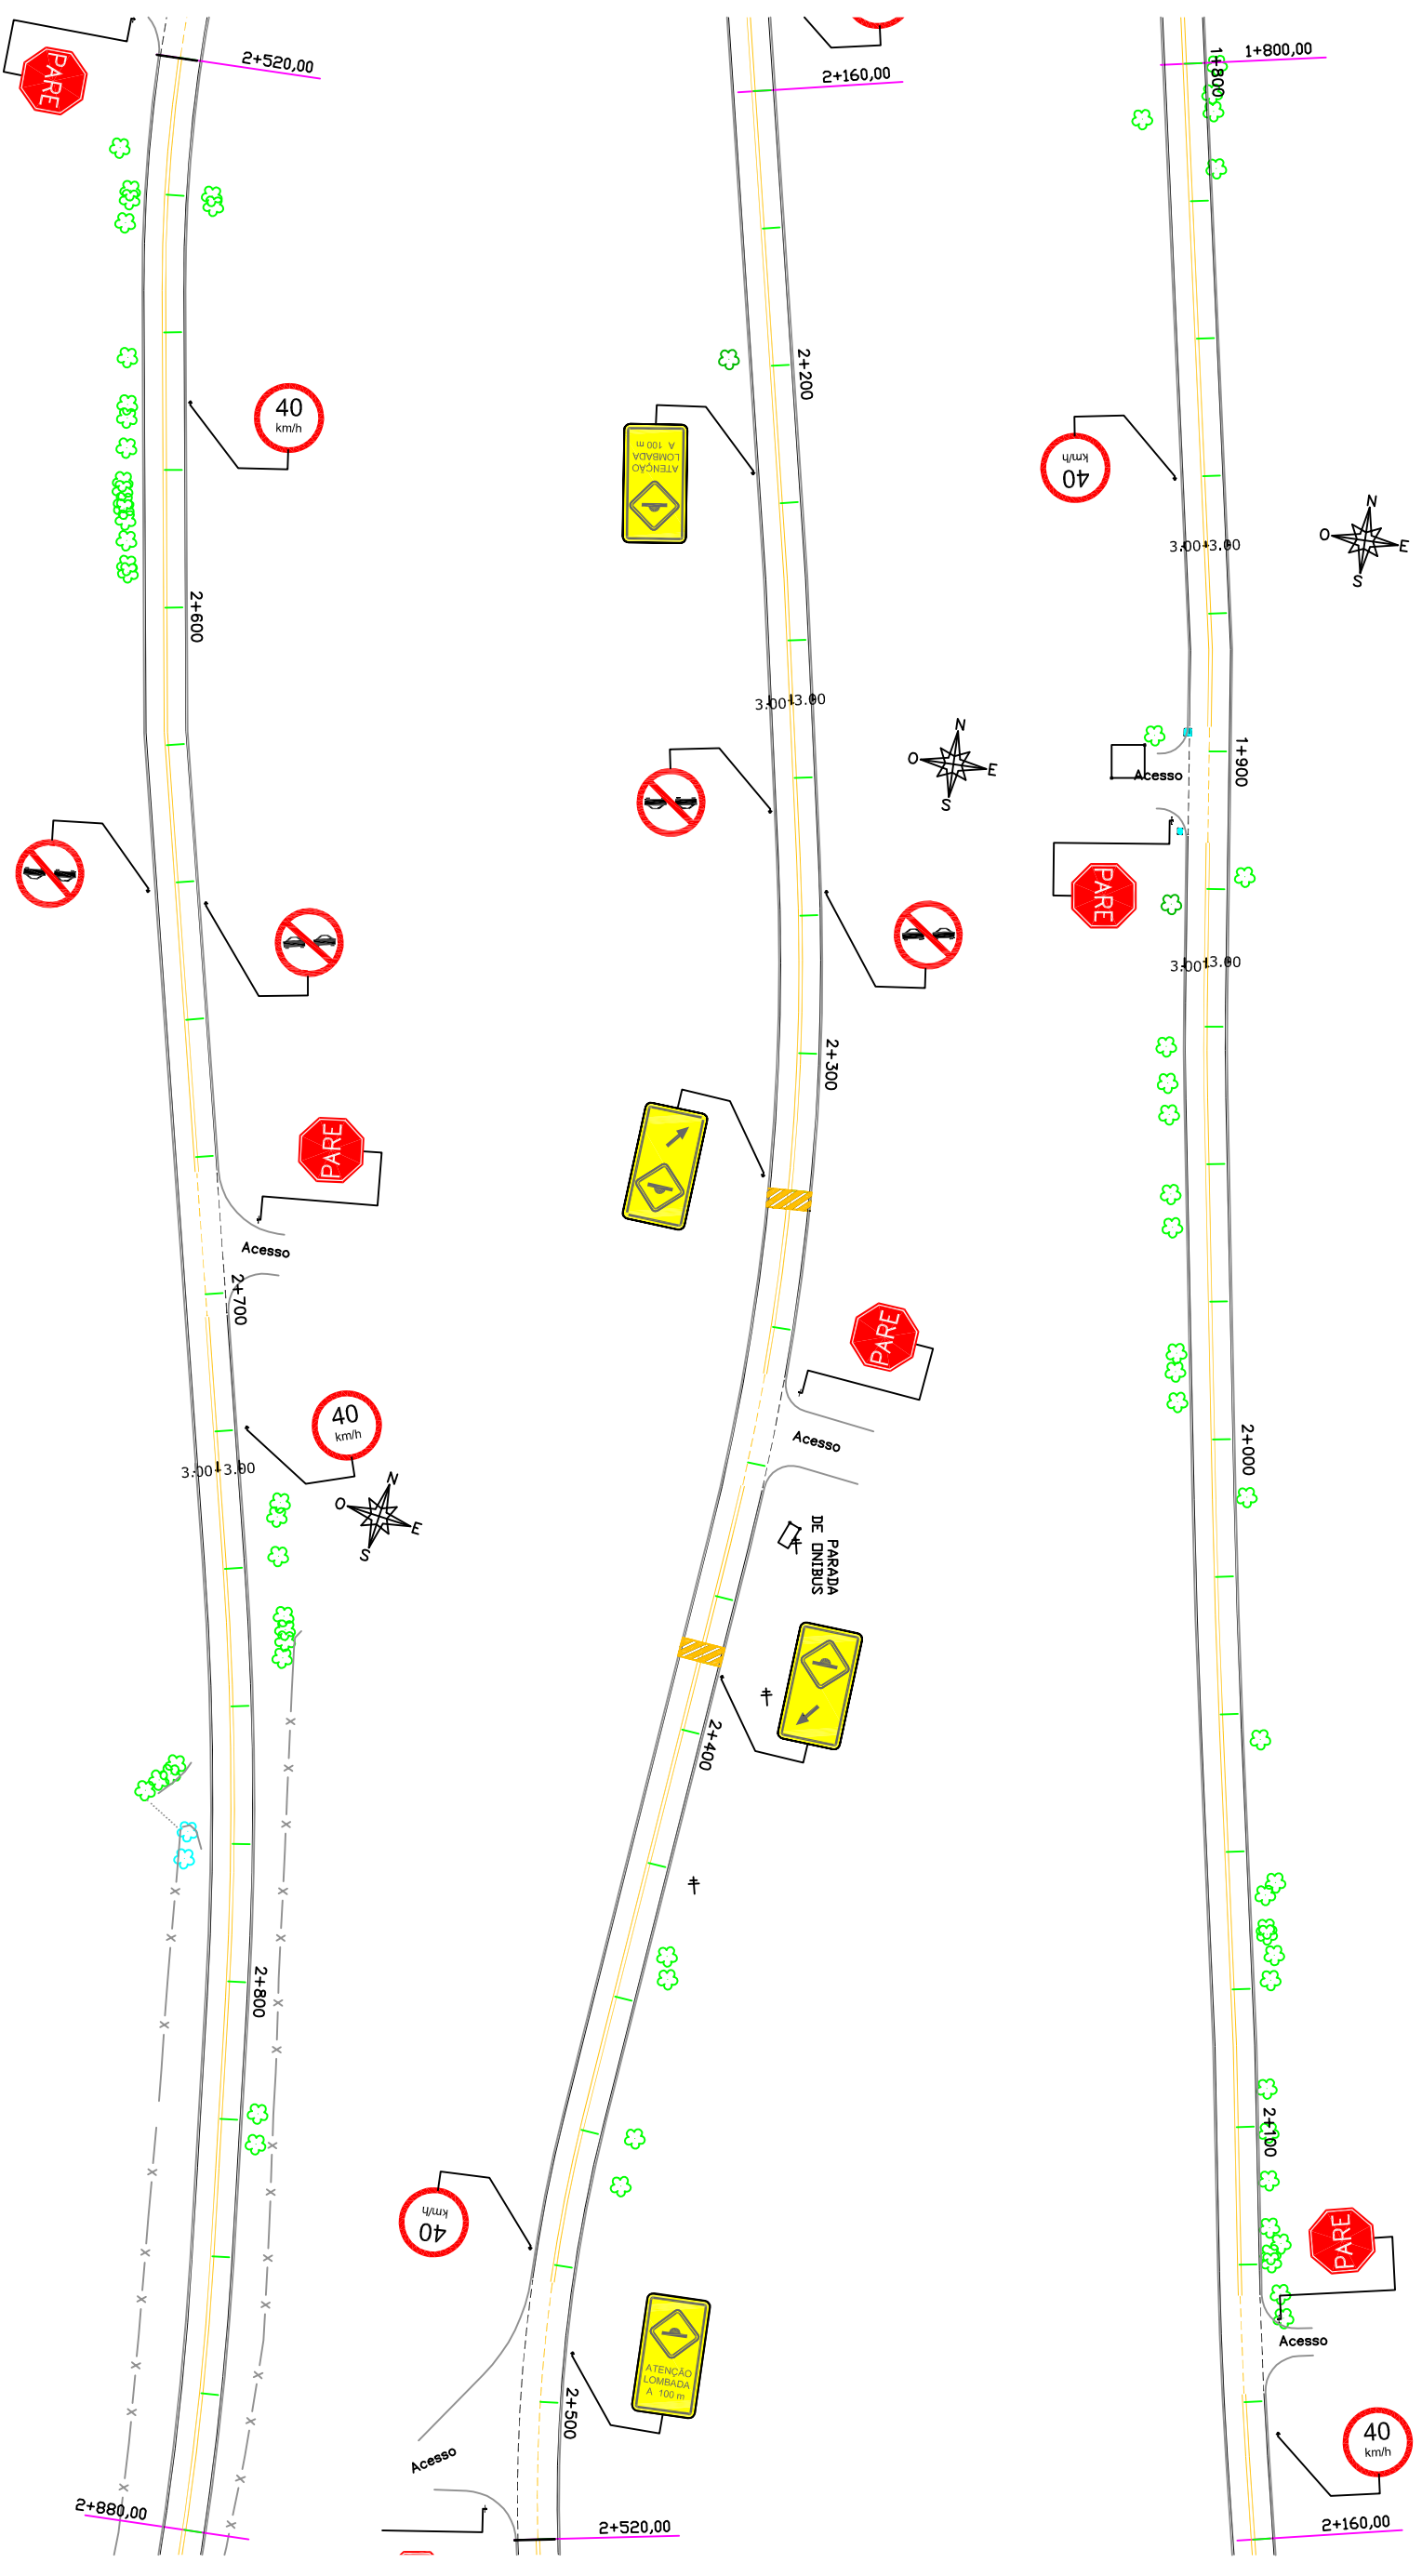 PARE
2+520,00
40
km/h
2+600
PARE
Acesso
2+700
40
km/h
3.00
3.00
N
O
E
S
2+800
2+880,00
2+160,00
2+200
ATENÇÃO
LOMBADA
A 100 m
3.00
3.00
N
O
E
S
2+300
PARE
Acesso
PARADA
DE ONIBUS
2+400
40
km/h
ATENÇÃO
LOMBADA
A 100 m
2+500
Acesso
2+520,00
1+800,00
1+800
40
km/h
3.00
3.00
N
O
E
S
1+900
Acesso
PARE
3.00
3.00
2+000
2+100
PARE
Acesso
40
km/h
2+160,00